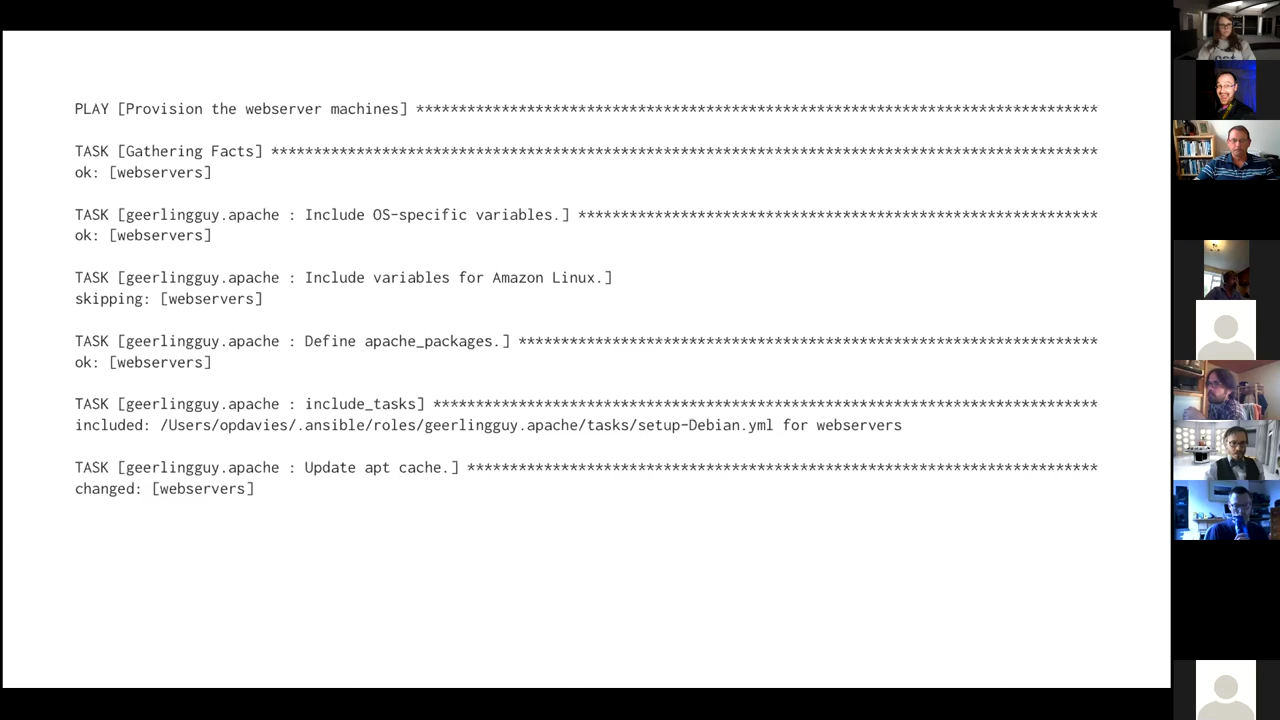 PLAY [Provision the webserver machines] ********************************************************************************
TASK [Gathering Facts] *************************************************************************************************
ok: [webservers]
TASK [geerlingguy.apache : Include OS-specific variables.] *************************************************************
ok: [webservers]
TASK [geerlingguy.apache : Include variables for Amazon Linux.]
skipping: [webservers]
TASK [geerlingguy.apache : Define apache_packages.] ********************************************************************
ok: [webservers]
TASK [geerlingguy.apache : include_tasks] ******************************************************************************
included: /Users/opdavies/.ansible/roles/geerlingguy.apache/tasks/setup-Debian.yml for webservers
TASK [geerlingguy.apache : Update apt cache.] **************************************************************************
changed: [webservers]